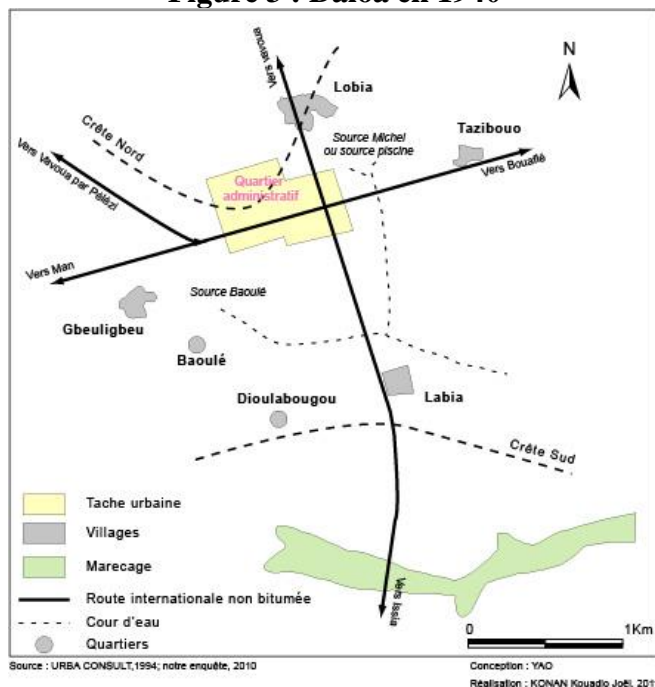 Figure 3 : Daloa en 1940
N
Vers vavoua
Lobia
Tazibouo
Source Michel
ou source piscine
Crête Nord
Vers Vavoua par Pélézi
Quartier
administratif
Vers Bouaflé
Vers Man
Source Baoulé
Gbeuligbeu
Baoulé
Dioulabougou
Labia
Crête Sud
Vers Issia
Tache urbaine
Villages
Marecage
Route internationale non bitumée
Cour d'eau
Quartiers
0 1Km
Source : URBA CONSULT,1994; notre enquête, 2010
Conception : YAO
Réalisation : KONAN Kouadio Joël, 201